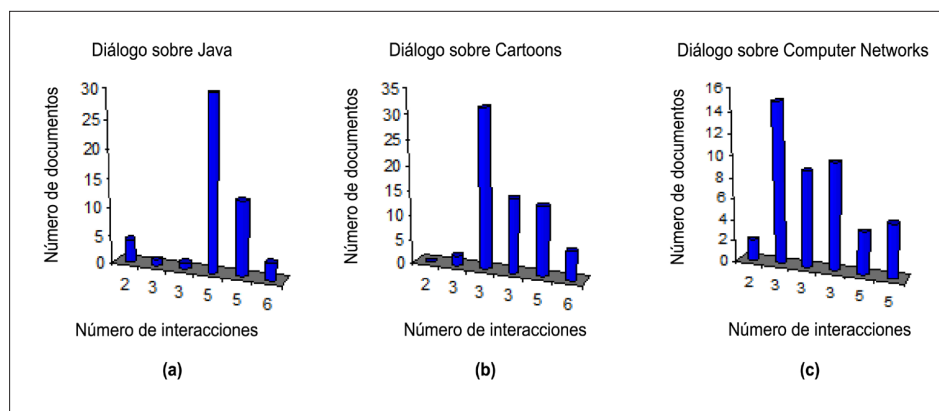 Diálogo sobre Java
Número de documentos
30
25
20
15
10
5
0
2 3 3 5 5 6
Número de interacciones
(a)
Diálogo sobre Cartoons
Número de documentos
35
30
25
20
15
10
5
0
2 3 3 3 5 6
Número de interacciones
(b)
Diálogo sobre Computer Networks
Número de documentos
16
14
12
10
8
6
4
2
0
2 3 3 3 5 5
Número de interacciones
(c)